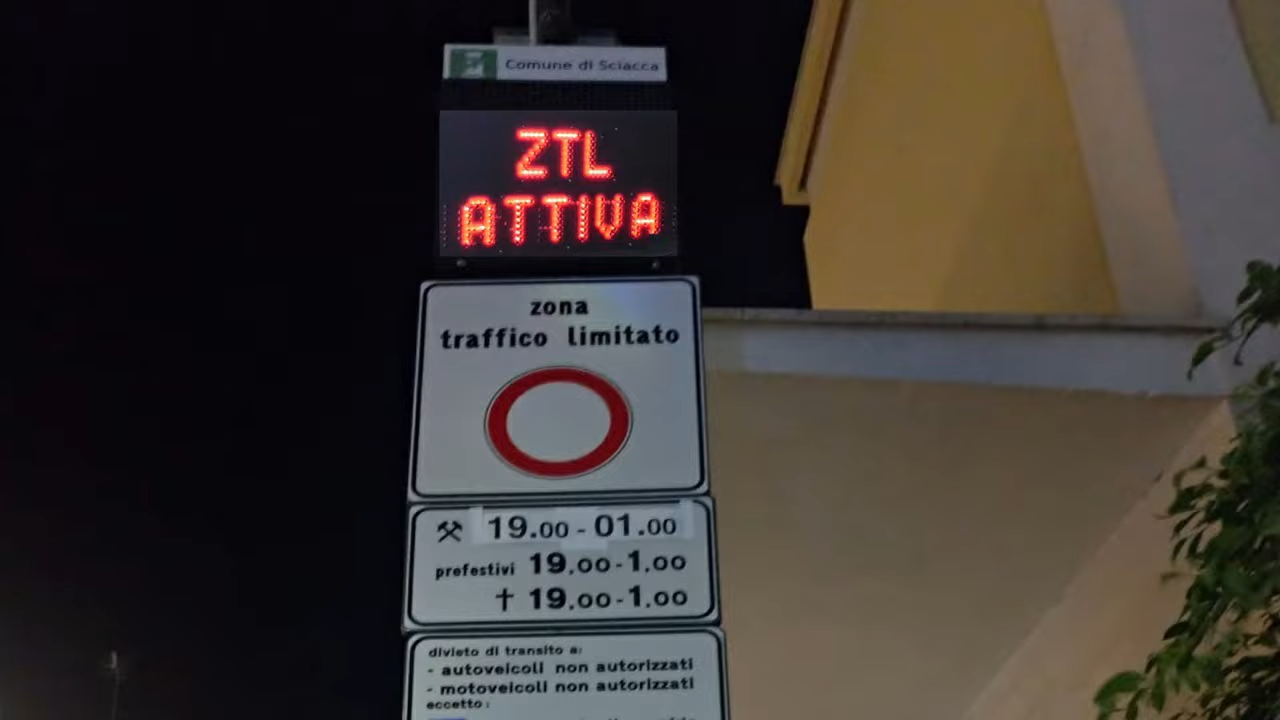 Comune di Sciacca
ZTL
ATTIVA
zona
traffico limitato
19.00 - 01.00
prefestivi 19.00-1.00
19.00-1.00
divieto di transito a:
- autoveicoli non autorizzati
- motoveicoli non autorizzati
eccetto: